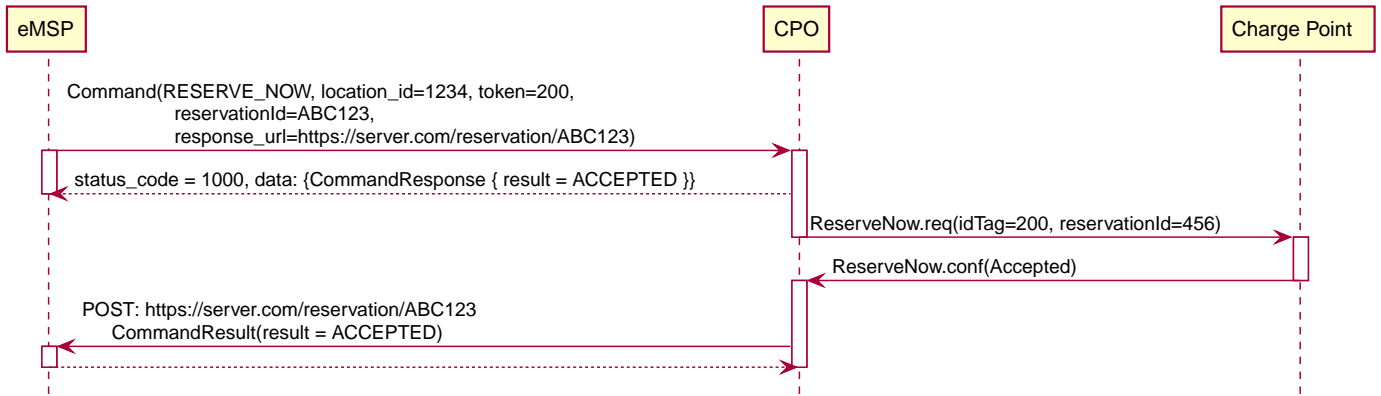 eMSP
CPO
Charge Point
Command(RESERVE_NOW, location_id=1234, token=200,
reservationId=ABC123,
response_url=https://server.com/reservation/ABC123)
status_code = 1000, data: {CommandResponse { result = ACCEPTED }}
ReserveNow.req(idTag=200, reservationId=456)
ReserveNow.conf(Accepted)
POST: https://server.com/reservation/ABC123
CommandResult(result = ACCEPTED)